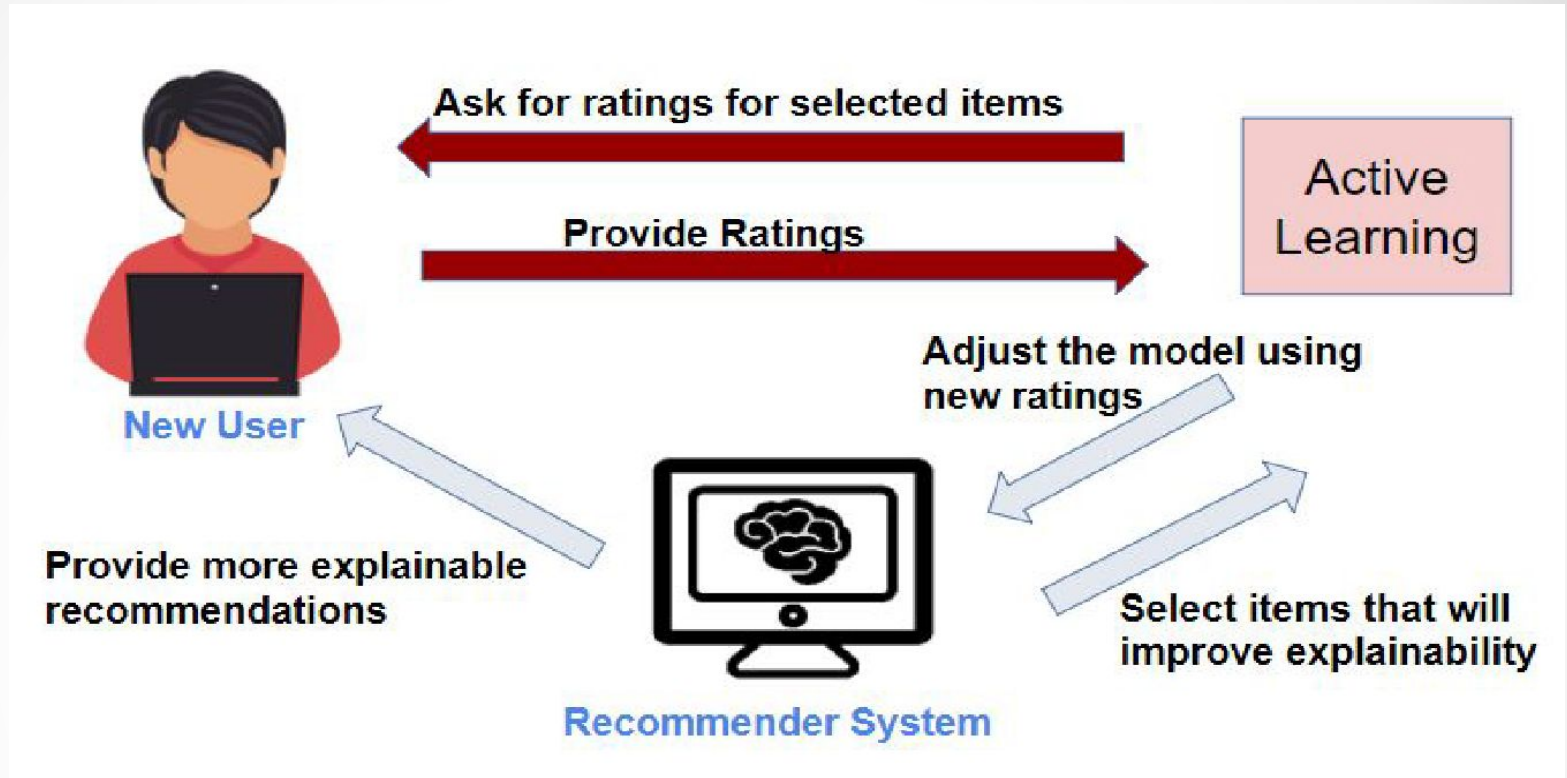 Ask for ratings for selected items
Active
Learning
Provide Ratings
Adjust the model using
new ratings
New User
Provide more explainable
recommendations
Select items that will
improve explainability
Recommender System